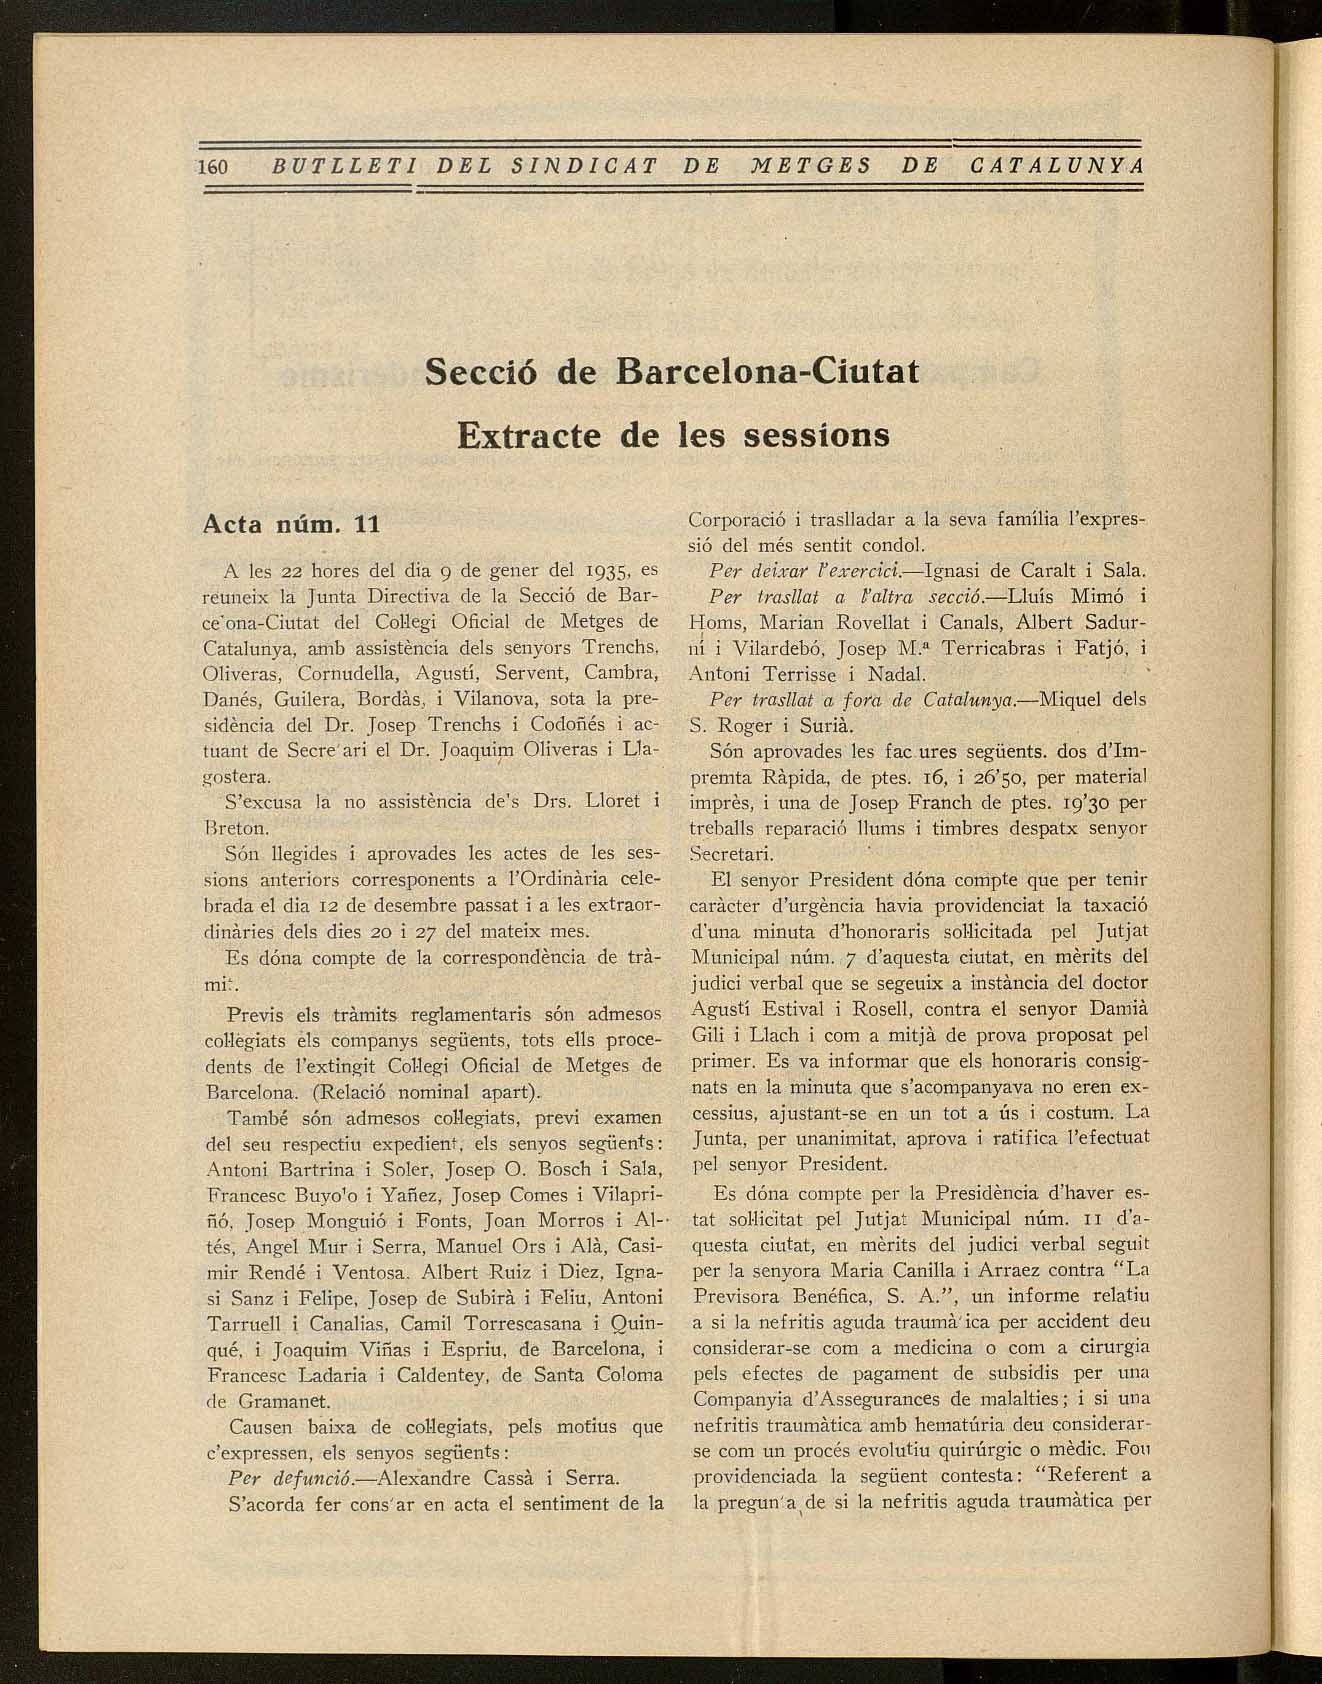 160 BUTLLETI DEL SINDICAT DE METGES DE CATALUNYA
Secció de Barcelona-Ciutat
Extracte de les sessions
Acta núm. 11
A les 22 hores del dia 9 de gener del 1935, es
reuneix la Junta Directiva de la Secció de Bar-
ce'ona-Ciutat del Col·legi Oficial de Metges de
Catalunya, amb assistència dels senyors Trenchs,
Oliveras, Cornudella, Agustí, Servent, Cambra,
Danés, Guilera, Bordàs, i Vilanova, sota la pre-
sidència del Dr. Josep Trenchs i Codoñés i ac-
tuant de Secre'ari el Dr. Joaquim Oliveras i Lla-
gostera.
S'excusa la no assistència de's Drs. Lloret i
Breton.
Són llegides i aprovades les actes de les ses-
sions anteriors corresponents a l'Ordinària cele-
brada el dia 12 de desembre passat i a les extraor-
dinàries dels dies 20 i 27 del mateix mes.
Es dóna compte de la correspondència de trà-
mit.
Previs els tràmits reglamentaris són admesos
col·legiats els companys següents, tots ells proce-
dents de l'extingit Col·legi Oficial de Metges de
Barcelona. (Relació nominal apart).
També són admesos col·legiats, previ examen
del seu respectiu expedient, els senyos següents:
Antoni Bartrina i Soler, Josep O. Bosch i Sala,
Francesc Buyo'o i Yañez, Josep Comes i Vilapri-
ñó, Josep Monguió i Fonts, Joan Morros i Al-
tés, Angel Mur i Serra, Manuel Ors i Alà, Casi-
mir Rendé i Ventosa. Albert Ruiz i Diez, Igna-
si Sanz i Felipe, Josep de Subirà i Feliu, Antoni
Tarruell i Canalias, Camil Torrescasana i Quin-
qué, i Joaquim Viñas i Espriu, de Barcelona, i
Francesc Ladaria i Caldentey, de Santa Coloma
de Gramanet.
Causen baixa de col·legiats, pels motius que
c'expressen, els senyos següents:
Per defunció.—Alexandre Cassà i Serra.
S'acorda fer cons'ar en acta el sentiment de la
Corporació i traslladar a la seva família l'expres-
sió del més sentit condol.
Per deixar l'exercici.—Ignasi de Caralt i Sala.
Per trasllat a l'altra secció.—Lluís Mimó i
Homs, Marian Rovellat i Canals, Albert Sadur-
ní i Vilardebó, Josep M.ª Terricabras i Fatjó, i
Antoni Terrisse i Nadal.
Per trasllat a fora de Catalunya.—Miquel dels
S. Roger i Surià.
Són aprovades les fac ures següents. dos d'Im-
premta Ràpida, de ptes. 16, i 26'50, per material
imprès, i una de Josep Franch de ptes. 19'30 per
treballs reparació llums i timbres despatx senyor
Secretari.
El senyor President dóna compte que per tenir
caràcter d'urgència havia providenciat la taxació
d'una minuta d'honoraris sol·licitada pel Jutjat
Municipal núm. 7 d'aquesta ciutat, en mèrits del
judici verbal que se segeuix a instància del doctor
Agustí Estival i Rosell, contra el senyor Damià
Gili i Llach i com a mitjà de prova proposat pel
primer. Es va informar que els honoraris consig-
nats en la minuta que s'acompanyava no eren ex-
cessius, ajustant-se en un tot a ús i costum. La
Junta, per unanimitat, aprova i ratifica l'efectuat
pel senyor President.
Es dóna compte per la Presidència d'haver es-
tat sol·licitat pel Jutjat Municipal núm. 11 d'a-
questa ciutat, en mèrits del judici verbal seguit
per la senyora Maria Canilla i Arraez contra "La
Previsora Benéfica, S. A.", un informe relatiu
a si la nefritis aguda traumà'ica per accident deu
considerar-se com a medicina o com a cirurgia
pels efectes de pagament de subsidis per una
Companyia d'Assegurances de malalties; i si una
nefritis traumàtica amb hematúria deu considerar-
se com un procés evolutiu quirúrgic o mèdic. Fou
providenciada la següent contesta: "Referent a
la pregun'a de si la nefritis aguda traumàtica per